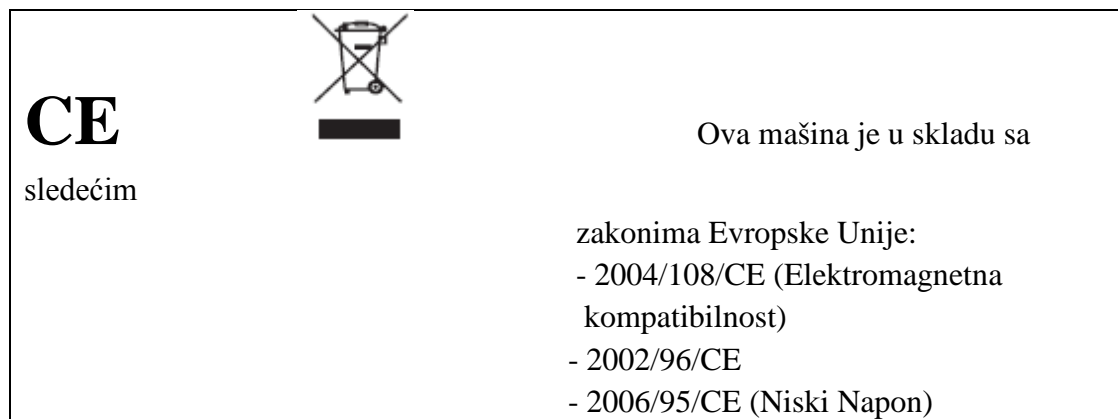 CE Ova mašina je u skladu sa
sledećim
zakonima Evropske Unije:
- 2004/108/CE (Elektromagnetna
kompatibilnost)
- 2002/96/CE
- 2006/95/CE (Niski Napon)